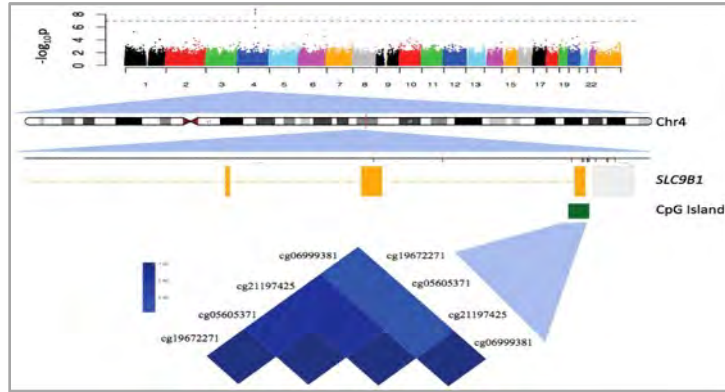 -log10p
0 2 4 6 8
1 2 3 4 5 6 7 8 9 10 11 12 13 14 15 17 19 22
Chr4
SLC9B1
CpG Island
cg06999381 cg19672271
cg21197425 cg05605371
cg05605371 cg21197425
cg19672271 cg06999381